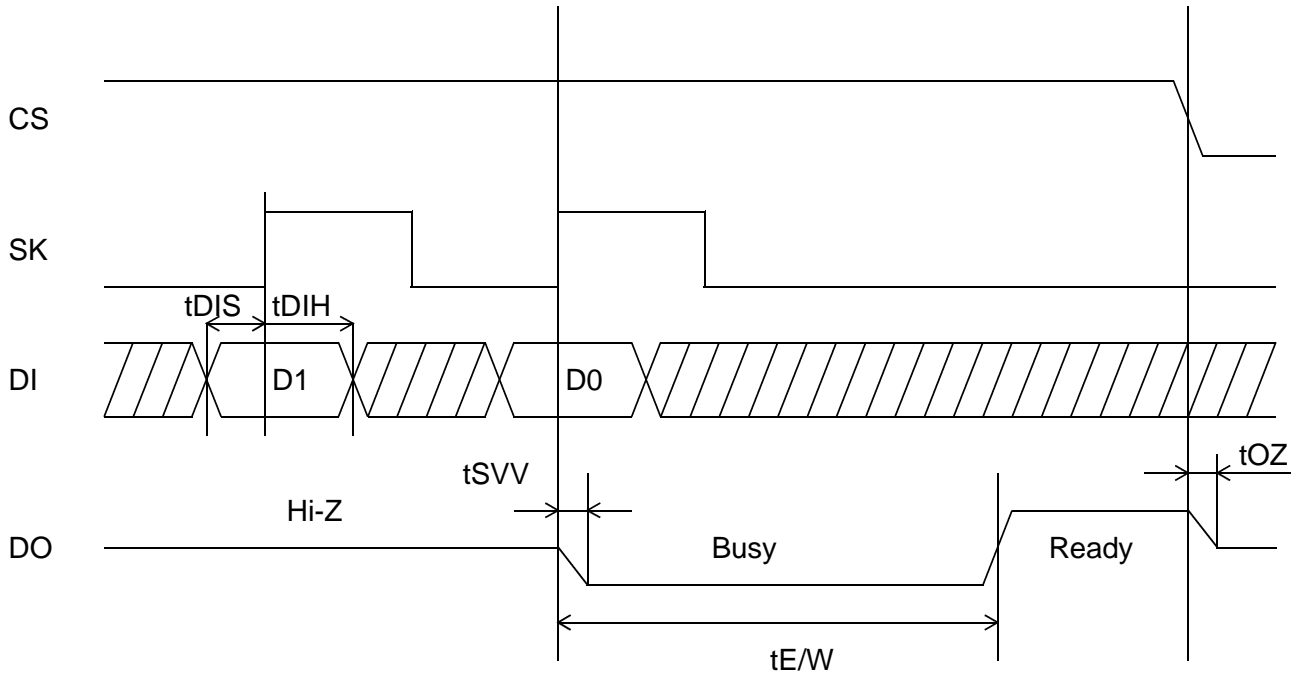 CS
SK
tDIS tDIH
DI D1 D0
tSVV tOZ
Hi-Z
DO Busy Ready
tE/W